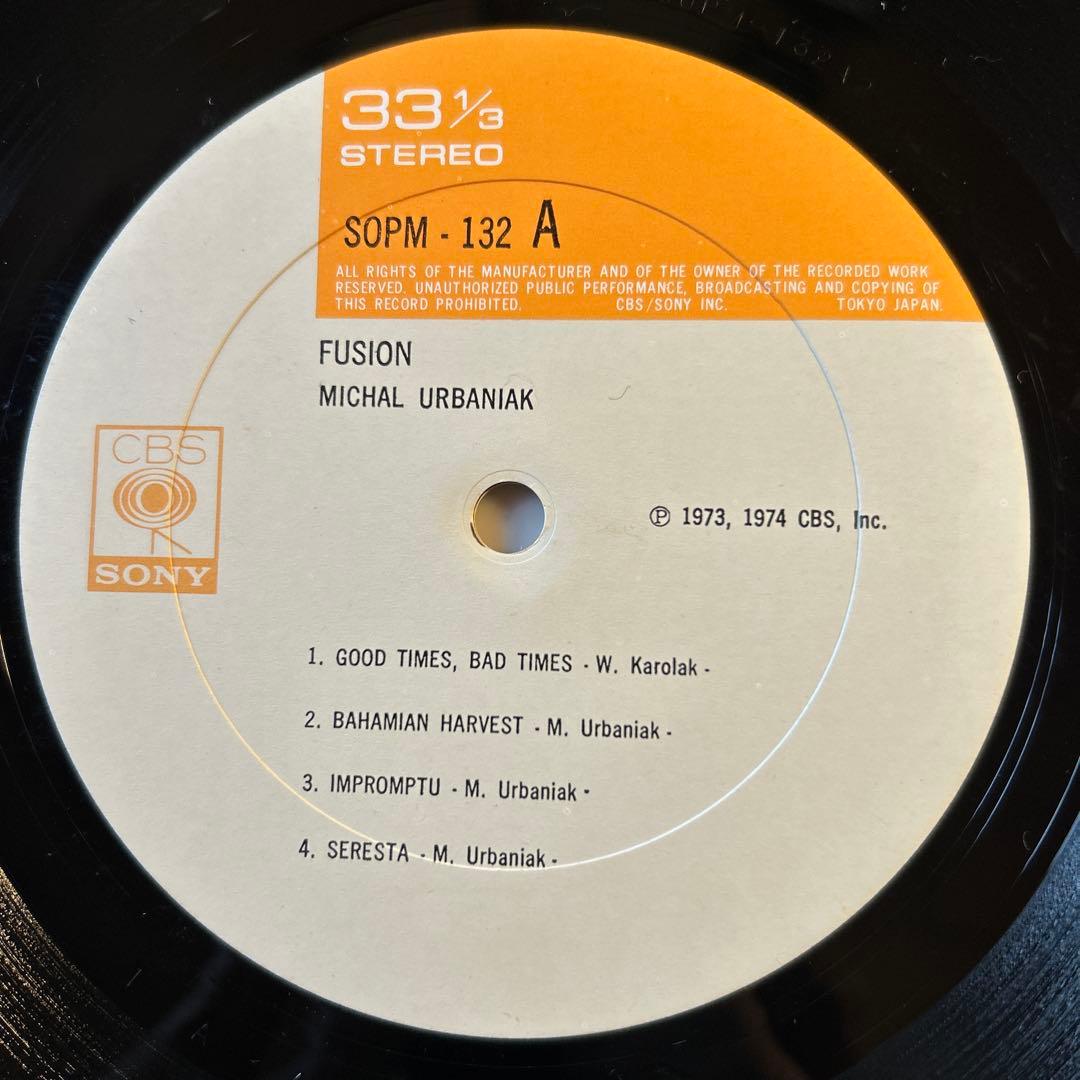 33 1/3
STEREO
SOPM - 132 A
ALL RIGHTS OF THE MANUFACTURER AND OF THE OWNER OF THE RECORDED WORK
RESERVED. UNAUTHORIZED PUBLIC PERFORMANCE, BROADCASTING AND COPYING OF
THIS RECORD PROHIBITED. CBS/SONY INC. TOKYO JAPAN.
FUSION
MICHAL URBANIAK
CBS
SONY
℗ 1973, 1974 CBS, Inc.
1. GOOD TIMES, BAD TIMES - W. Karolak -
2. BAHAMIAN HARVEST - M. Urbaniak -
3. IMPROMPTU - M. Urbaniak -
4. SERESTA - M. Urbaniak -